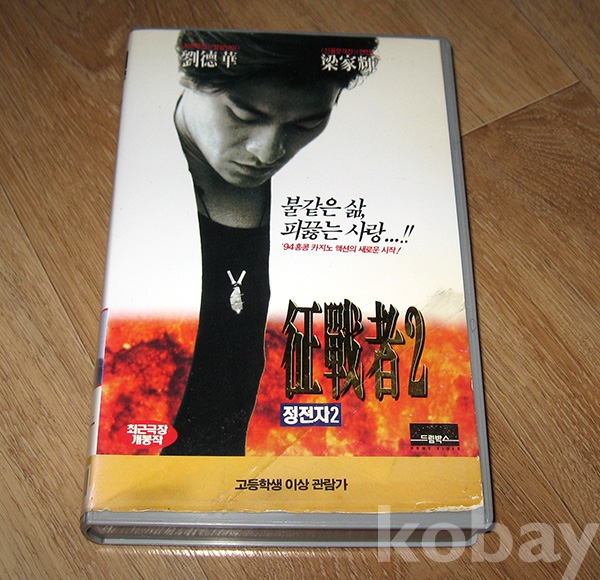 劉德華
梁家輝
불같은 삶,
피끓는 사랑...!!
'94 홍콩 카지노 액션의 새로운 시작!
征戰者2
정전자2
최근극장
개봉작
드림박스
고등학생 이상 관람가
kobay